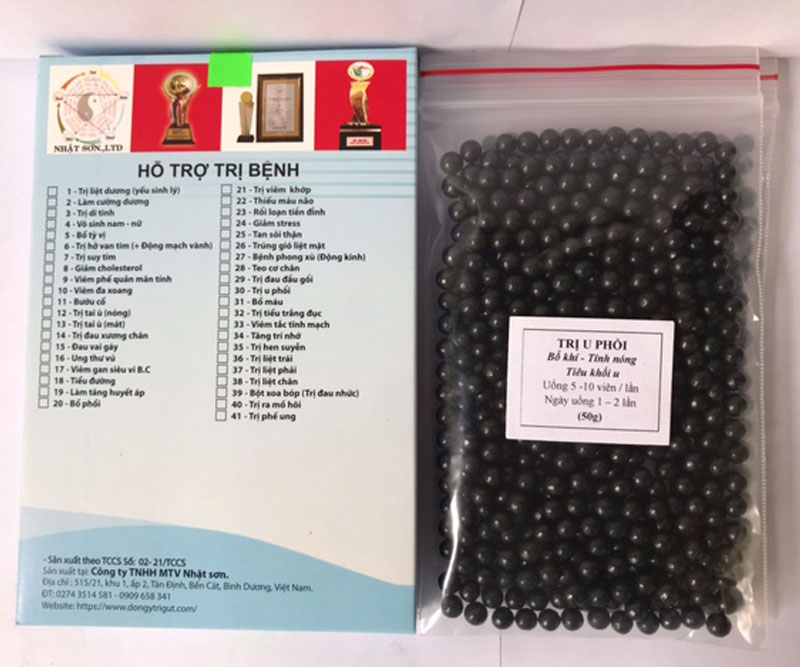 NHẬT SƠN.,LTD
HỖ TRỢ TRỊ BỆNH
1 - Trị liệt dương (yếu sinh lý)
2 - Làm cường dương
3 - Trị di tinh
4 - Vô sinh nam - nữ
5 - Bổ tỳ vị
6 - Trị hở van tim (+ Động mạch vành)
7 - Trị suy tim
8 - Giảm cholesterol
9 - Viêm phế quản mãn tính
10 - Viêm đa xoang
11 - Bướu cổ
12 - Trị tai ù (nóng)
13 - Trị tai ù (mát)
14 - Trị đau xương chân
15 - Đau vai gáy
16 - Ung thư vú
17 - Viêm gan siêu vi B.C
18 - Tiểu đường
19 - Làm tăng huyết áp
20 - Bổ phổi
21 - Trị viêm khớp
22 - Thiếu máu não
23 - Rối loạn tiền đình
24 - Giảm stress
25 - Tan sỏi thận
26 - Trúng gió liệt mặt
27 - Bệnh phong xù (Động kinh)
28 - Teo cơ chân
29 - Trị đau đầu gối
30 - Trị u phổi
31 - Bổ máu
32 - Trị tiểu trắng đục
33 - Viêm tắc tĩnh mạch
34 - Tăng trí nhớ
35 - Trị hen suyễn
36 - Trị liệt trái
37 - Trị liệt phải
38 - Trị liệt chân
39 - Bột xoa bóp (Trị đau nhức)
40 - Trị ra mồ hôi
41 - Trị phế ung
- Sản xuất theo TCCS Số: 02- 21/TCCS
Sản xuất tại: Công ty TNHH MTV Nhật sơn.
Địa chỉ : 515/21, khu 1, ấp 2, Tân Định, Bến Cát, Bình Dương, Việt Nam.
ĐT: 0274 3514 581 - 0909 658 341
Website: https://www.dongytrigut.com/
TRỊ U PHỔI
Bổ khí - Tính nóng
Tiêu khối u
Uống 5 -10 viên / lần
Ngày uống 1 – 2 lần
(50g)